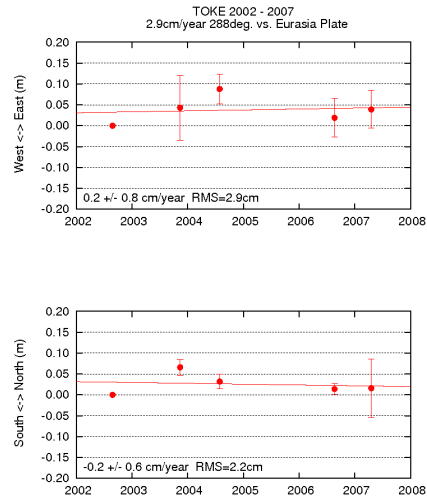 TOKE 2002 - 2007
2.9cm/year 288deg. vs. Eurasia Plate
0.20
0.15
0.10
0.05
0.00
-0.05
-0.10
-0.15
-0.20
West <-> East (m)
0.2 +/- 0.8 cm/year  RMS=2.9cm
2002 2003 2004 2005 2006 2007 2008
0.20
0.15
0.10
0.05
0.00
-0.05
-0.10
-0.15
-0.20
South <-> North (m)
-0.2 +/- 0.6 cm/year  RMS=2.2cm
2002 2003 2004 2005 2006 2007 2008